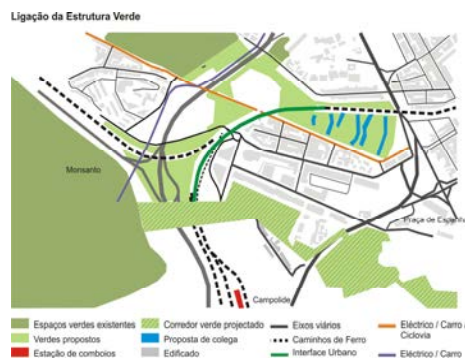 Ligação da Estrutura Verde
Monsanto
Praça de Espanha
Campolide
Espaços verdes existentes
Verdes propostos
Estação de comboios
Corredor verde projectado
Proposta de colega
Edificado
Eixos viários
Caminhos de Ferro
Interface Urbano
Eléctrico / Carro
Ciclovia
Eléctrico / Carro